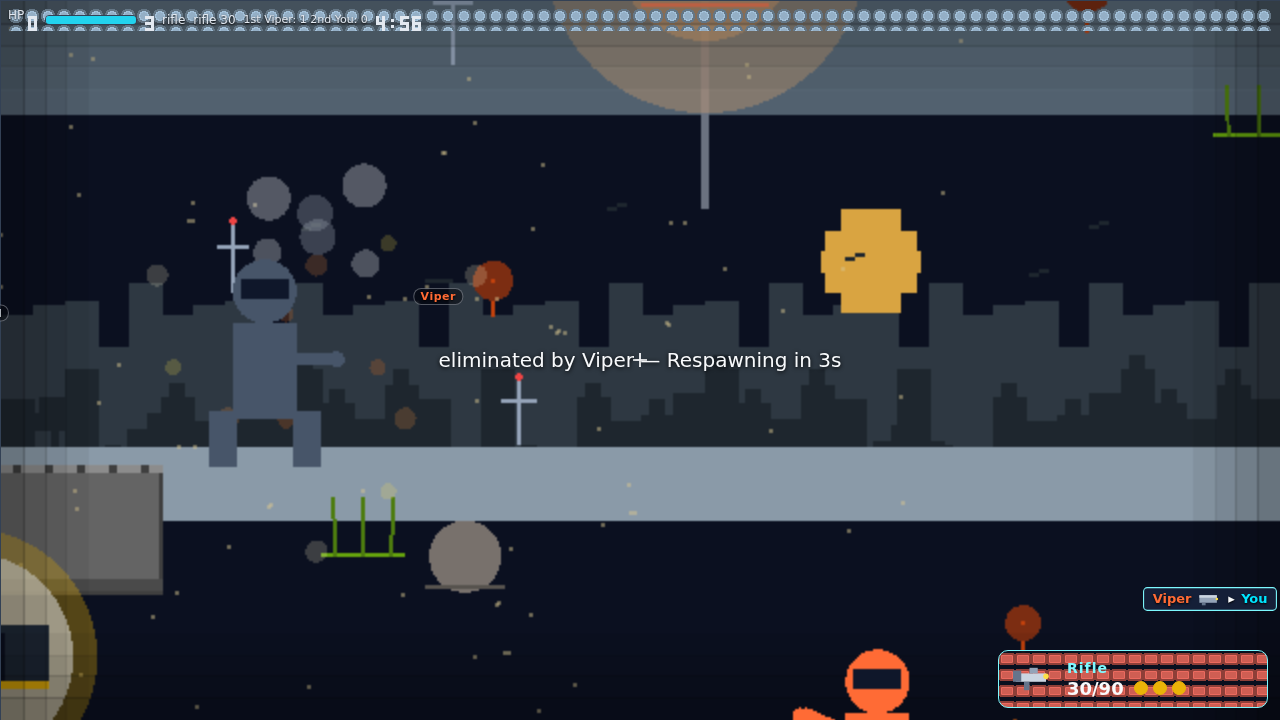 HP 0 3 rifle rifle 30 1st Viper: 1 2nd You: 0 4:56
Viper
eliminated by Viper — Respawning in 3s
Viper ▸ You
Rifle
30/90